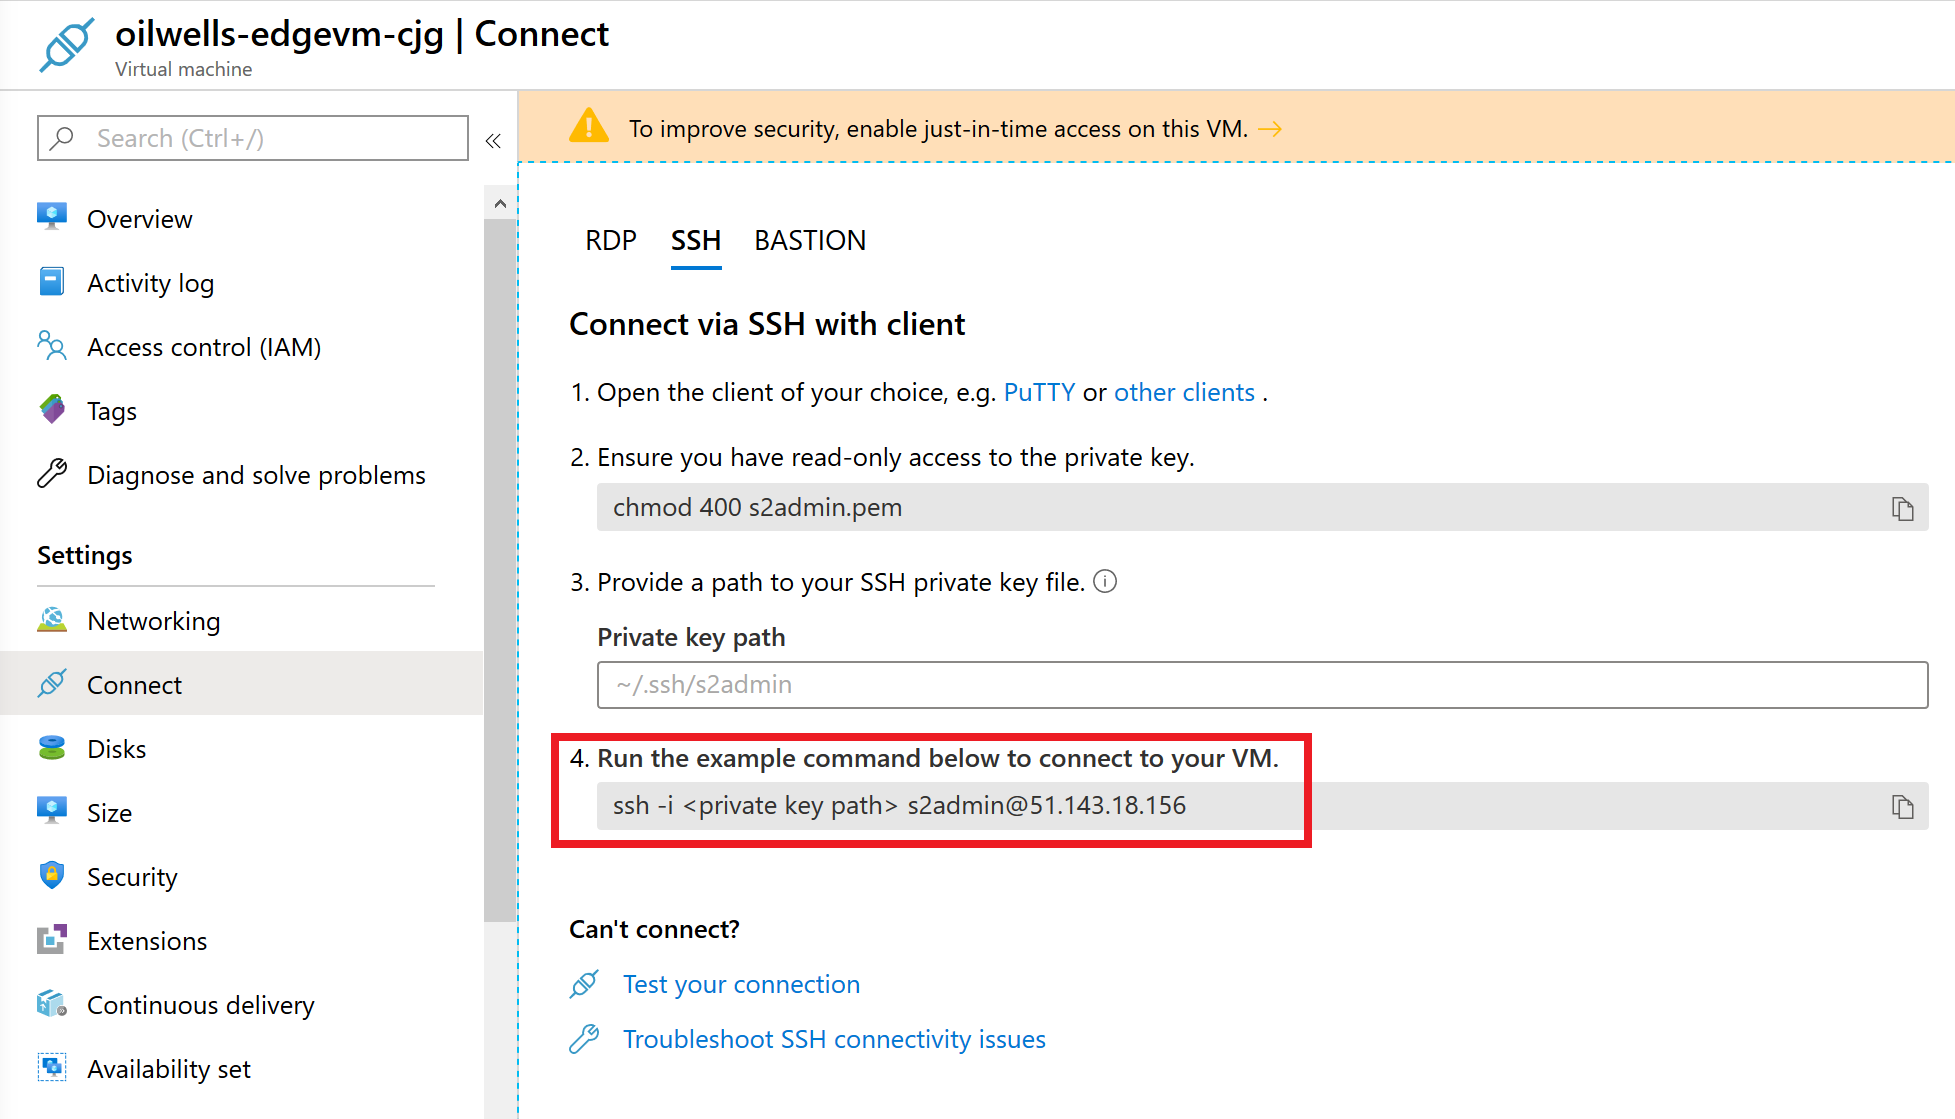 oilwells-edgevm-cjg | Connect
Virtual machine
Search (Ctrl+/)
«
Overview
Activity log
Access control (IAM)
Tags
Diagnose and solve problems
Settings
Networking
Connect
Disks
Size
Security
Extensions
Continuous delivery
Availability set
To improve security, enable just-in-time access on this VM. →
RDP SSH BASTION
Connect via SSH with client
1. Open the client of your choice, e.g. PuTTY or other clients .
2. Ensure you have read-only access to the private key.
chmod 400 s2admin.pem
3. Provide a path to your SSH private key file.
Private key path
~/.ssh/s2admin
4. Run the example command below to connect to your VM.
ssh -i <private key path> s2admin@51.143.18.156
Can't connect?
Test your connection
Troubleshoot SSH connectivity issues